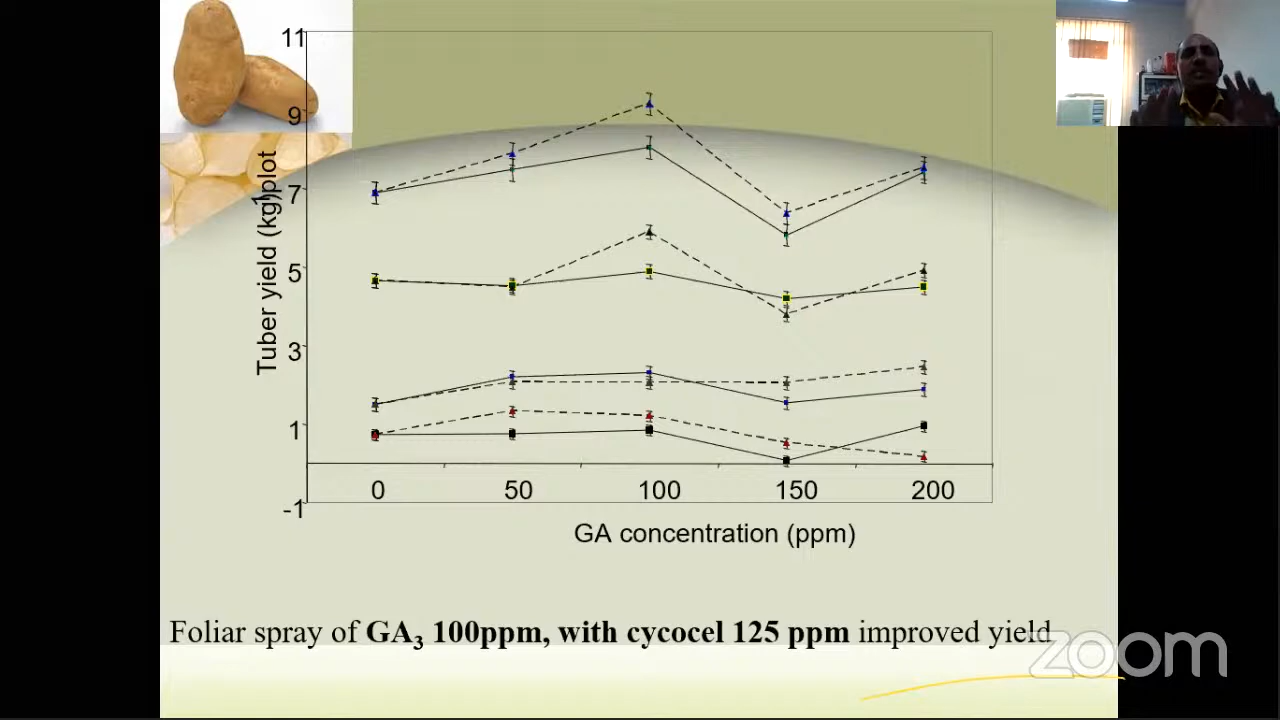 11
9
7
5
3
1
-1
Tuber yield (kg)plot
0 50 100 150 200
GA concentration (ppm)
Foliar spray of GA₃ 100ppm, with cycocel 125 ppm improved yield
zoom